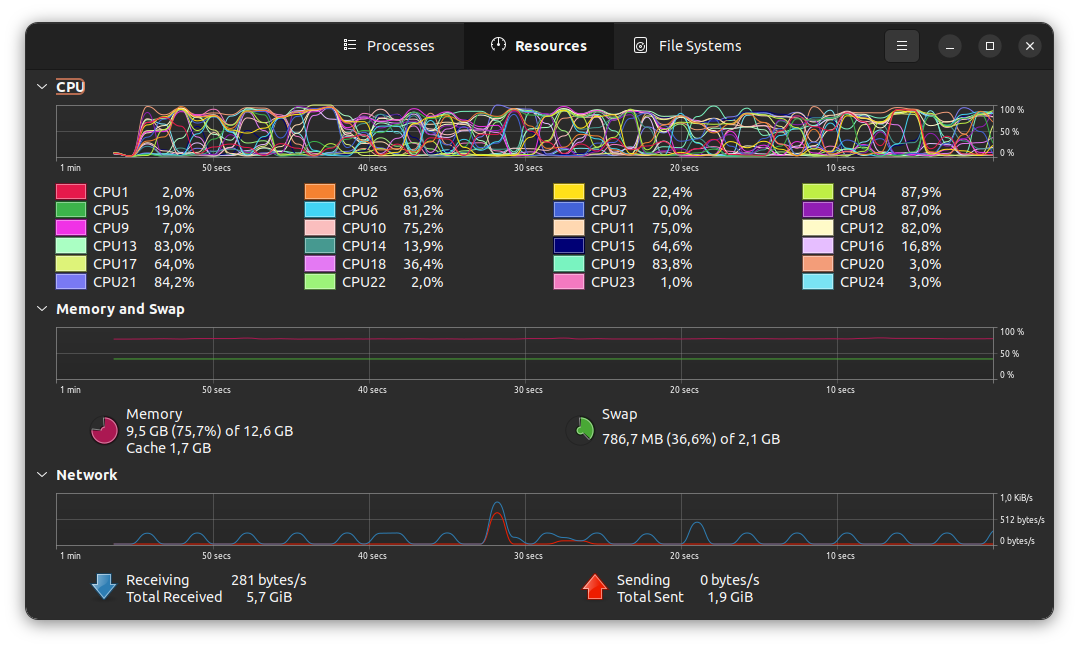 Processes Resources File Systems
CPU
100 %
50 %
0 %
1 min 50 secs 40 secs 30 secs 20 secs 10 secs
CPU1 2,0% CPU2 63,6% CPU3 22,4% CPU4 87,9%
CPU5 19,0% CPU6 81,2% CPU7 0,0% CPU8 87,0%
CPU9 7,0% CPU10 75,2% CPU11 75,0% CPU12 82,0%
CPU13 83,0% CPU14 13,9% CPU15 64,6% CPU16 16,8%
CPU17 64,0% CPU18 36,4% CPU19 83,8% CPU20 3,0%
CPU21 84,2% CPU22 2,0% CPU23 1,0% CPU24 3,0%
Memory and Swap
100 %
50 %
0 %
1 min 50 secs 40 secs 30 secs 20 secs 10 secs
Memory
9,5 GB (75,7%) of 12,6 GB
Cache 1,7 GB
Swap
786,7 MB (36,6%) of 2,1 GB
Network
1,0 KiB/s
512 bytes/s
0 bytes/s
1 min 50 secs 40 secs 30 secs 20 secs 10 secs
Receiving 281 bytes/s
Total Received 5,7 GiB
Sending 0 bytes/s
Total Sent 1,9 GiB